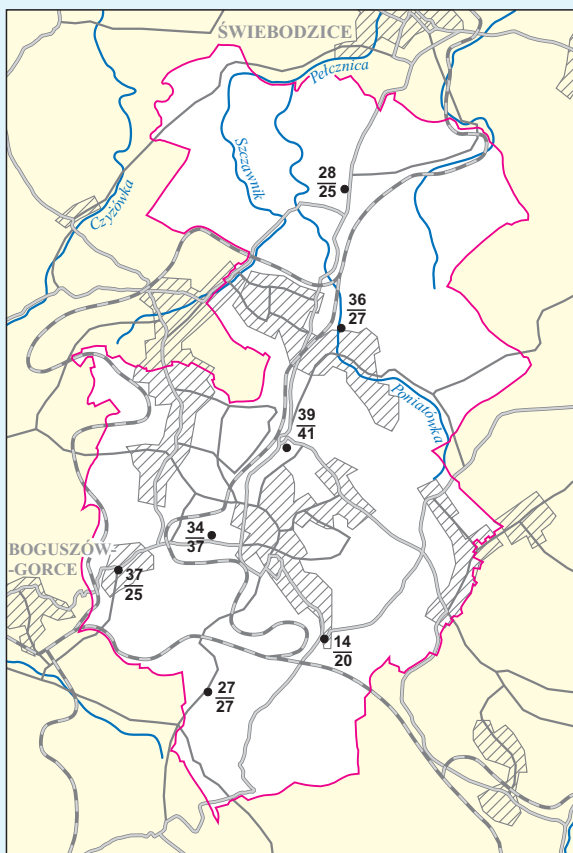 ŚWIEBODZICE
Pełcznica
Szczawnik
28
25
Czyżówka
36
27
Poniatówka
39
41
34
37
BOGUSZÓW-
-GORCE
37
25
14
20
27
27